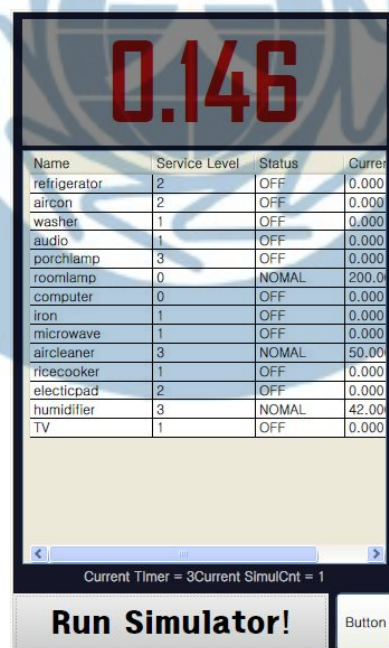 0.146
Name Service Level Status Curren
refrigerator 2 OFF 0.000
aircon 2 OFF 0.000
washer 1 OFF 0.000
audio 1 OFF 0.000
porchlamp 3 OFF 0.000
roomlamp 0 NOMAL 200.00
computer 0 OFF 0.000
iron 1 OFF 0.000
microwave 1 OFF 0.000
aircleaner 3 NOMAL 50.000
ricecooker 1 OFF 0.000
electicpad 2 OFF 0.000
humidifier 3 NOMAL 42.000
TV 1 OFF 0.000
Current TImer = 3Current SimulCnt = 1
Run Simulator!
Button